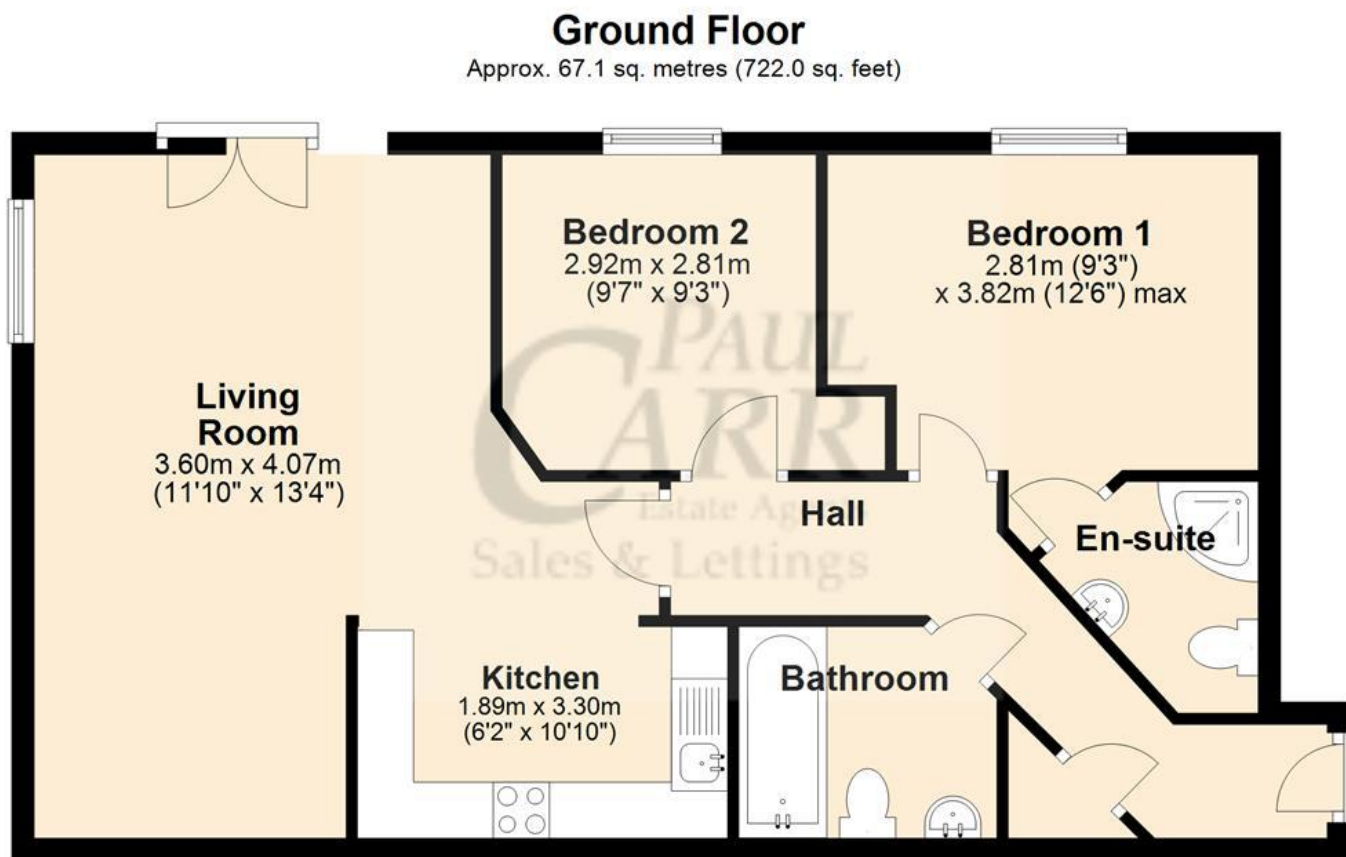 Ground Floor
Approx. 67.1 sq. metres (722.0 sq. feet)
Bedroom 2
2.92m x 2.81m
(9'7" x 9'3")
Bedroom 1
2.81m (9'3")
x 3.82m (12'6") max
PAUL
CARR
Estate Agents
Sales & Lettings
Living
Room
3.60m x 4.07m
(11'10" x 13'4")
Hall
En-suite
Kitchen
1.89m x 3.30m
(6'2" x 10'10")
Bathroom